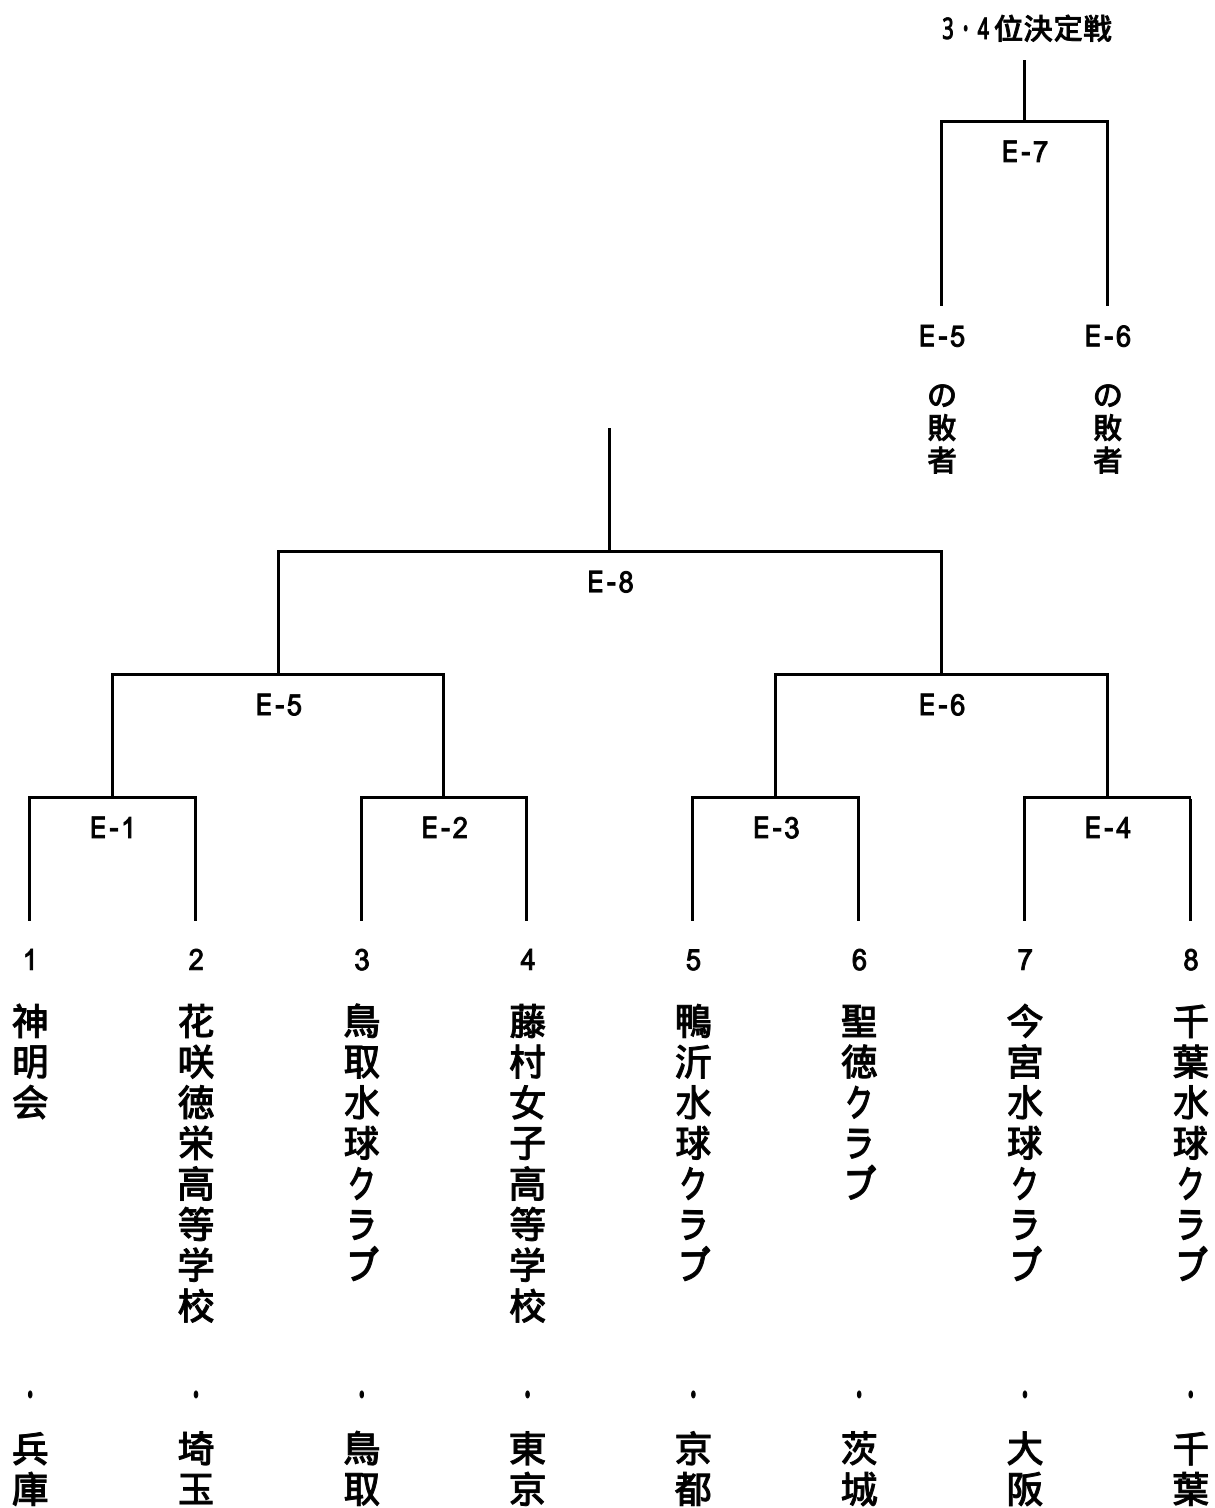 3・4位決定戦
E-7
E-5
の敗者
E-6
の敗者
E-8
E-5
E-6
E-1
E-2
E-3
E-4
1
神明会
・
兵庫
2
花咲徳栄高等学校
・
埼玉
3
鳥取水球クラブ
・
鳥取
4
藤村女子高等学校
・
東京
5
鴨沂水球クラブ
・
京都
6
聖徳クラブ
・
茨城
7
今宮水球クラブ
・
大阪
8
千葉水球クラブ
・
千葉